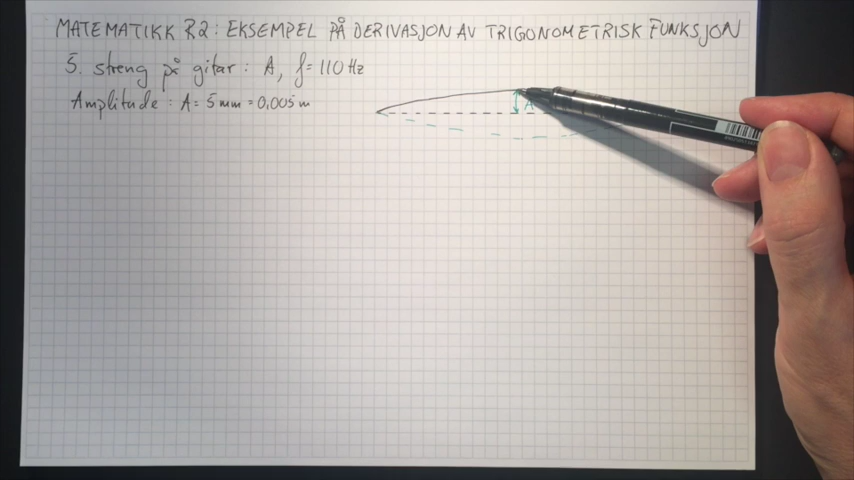 MATEMATIKK R2: EKSEMPEL PÅ DERIVASJON AV TRIGONOMETRISK FUNKSJON
5. streng på gitar: A, f = 110 Hz
Amplitude: A = 5 mm = 0,005 m
A